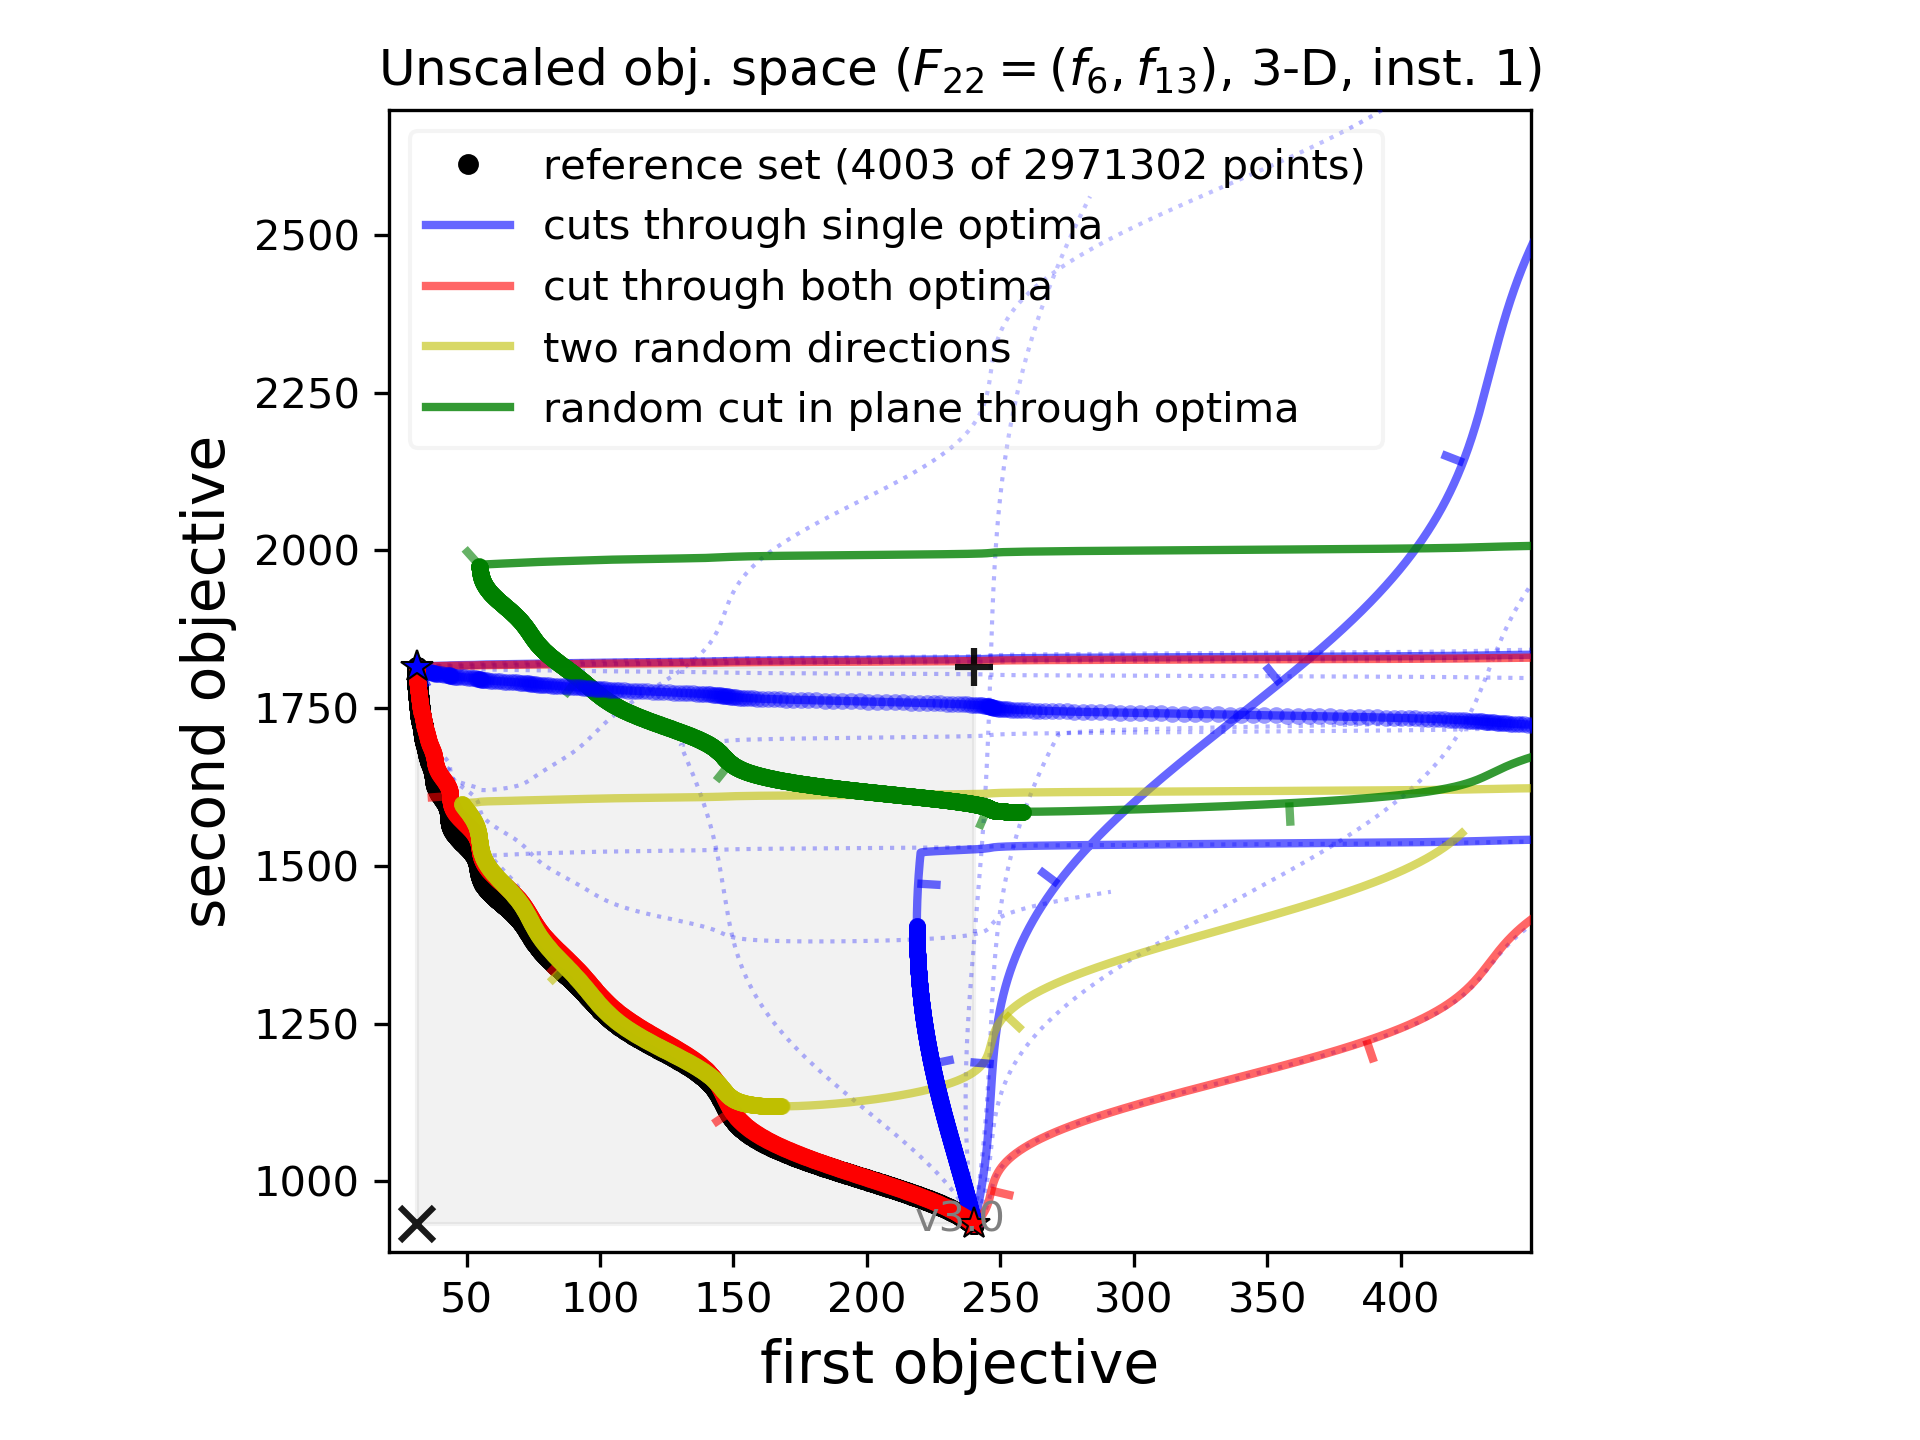 Unscaled obj. space (F22 = (f6, f13), 3-D, inst. 1)
reference set (4003 of 2971302 points)
cuts through single optima
cut through both optima
two random directions
random cut in plane through optima
2500
2250
2000
1750
1500
1250
1000
second objective
v3.0
50 100 150 200 250 300 350 400
first objective